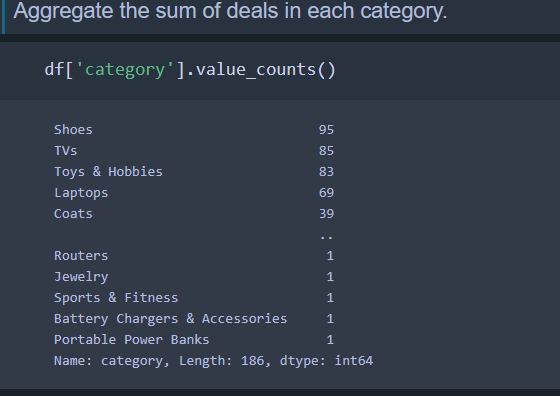 Aggregate the sum of deals in each category.
df['category'].value_counts()
Shoes 95
TVs 85
Toys & Hobbies 83
Laptops 69
Coats 39
..
Routers 1
Jewelry 1
Sports & Fitness 1
Battery Chargers & Accessories 1
Portable Power Banks 1
Name: category, Length: 186, dtype: int64